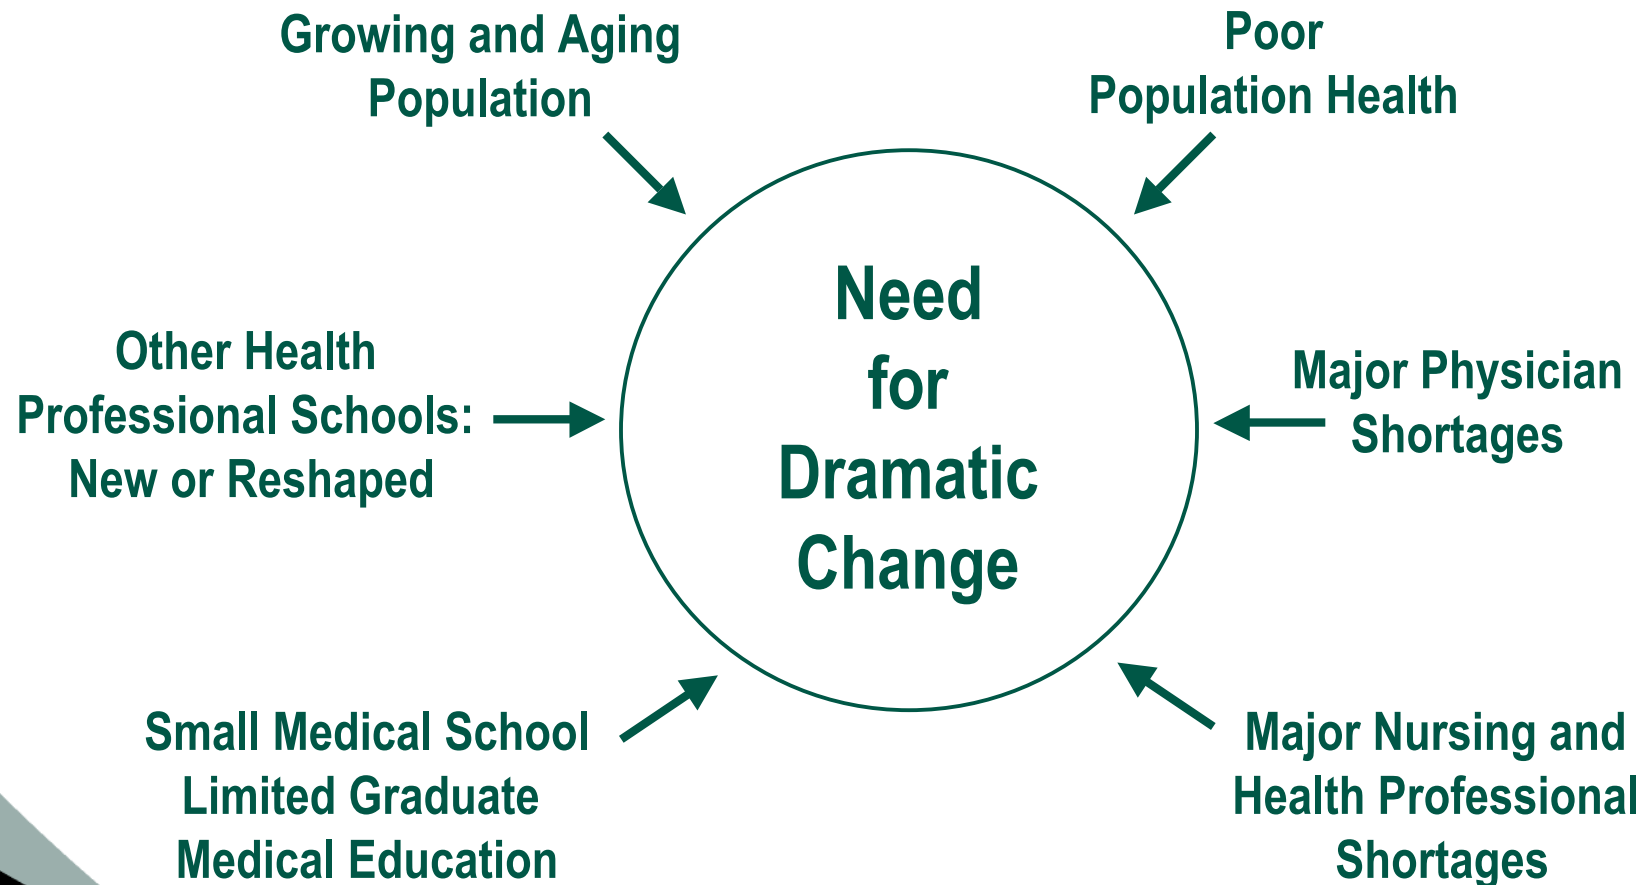 Growing and Aging
Population
Poor
Population Health
Need
for
Dramatic
Change
Other Health
Professional Schools:
New or Reshaped
Major Physician
Shortages
Small Medical School
Limited Graduate
Medical Education
Major Nursing and
Health Professional
Shortages